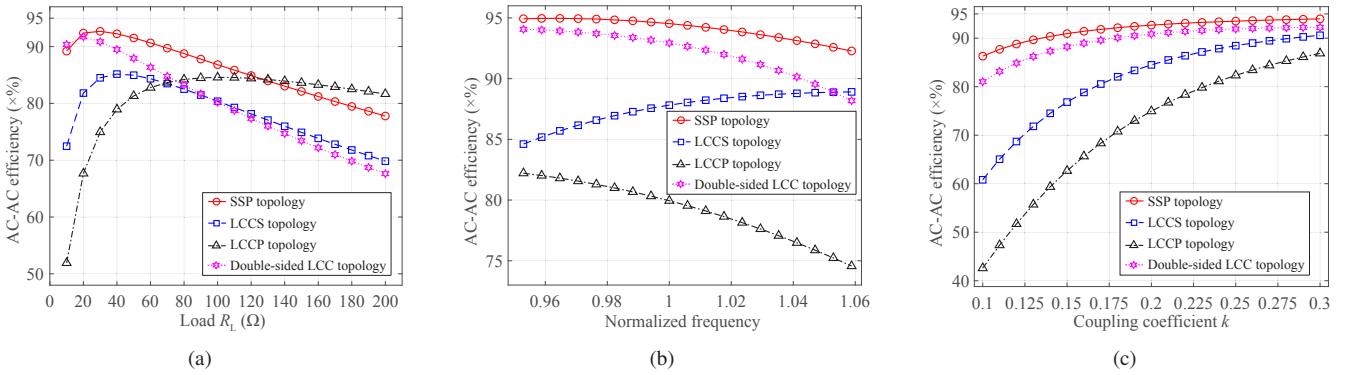 95
90
80
70
60
50
0 20 40 60 80 100 120 140 160 180 200
AC-AC efficiency (×%)
Load R_L (Ω)
SSP topology
LCCS topology
LCCP topology
Double-sided LCC topology
(a)
95
90
85
80
75
0.96 0.98 1 1.02 1.04 1.06
AC-AC efficiency (×%)
Normalized frequency
SSP topology
LCCS topology
LCCP topology
Double-sided LCC topology
(b)
95
90
80
70
60
50
40
0.1 0.125 0.15 0.175 0.2 0.225 0.25 0.275 0.3
AC-AC efficiency (×%)
Coupling coefficient k
SSP topology
LCCS topology
LCCP topology
Double-sided LCC topology
(c)